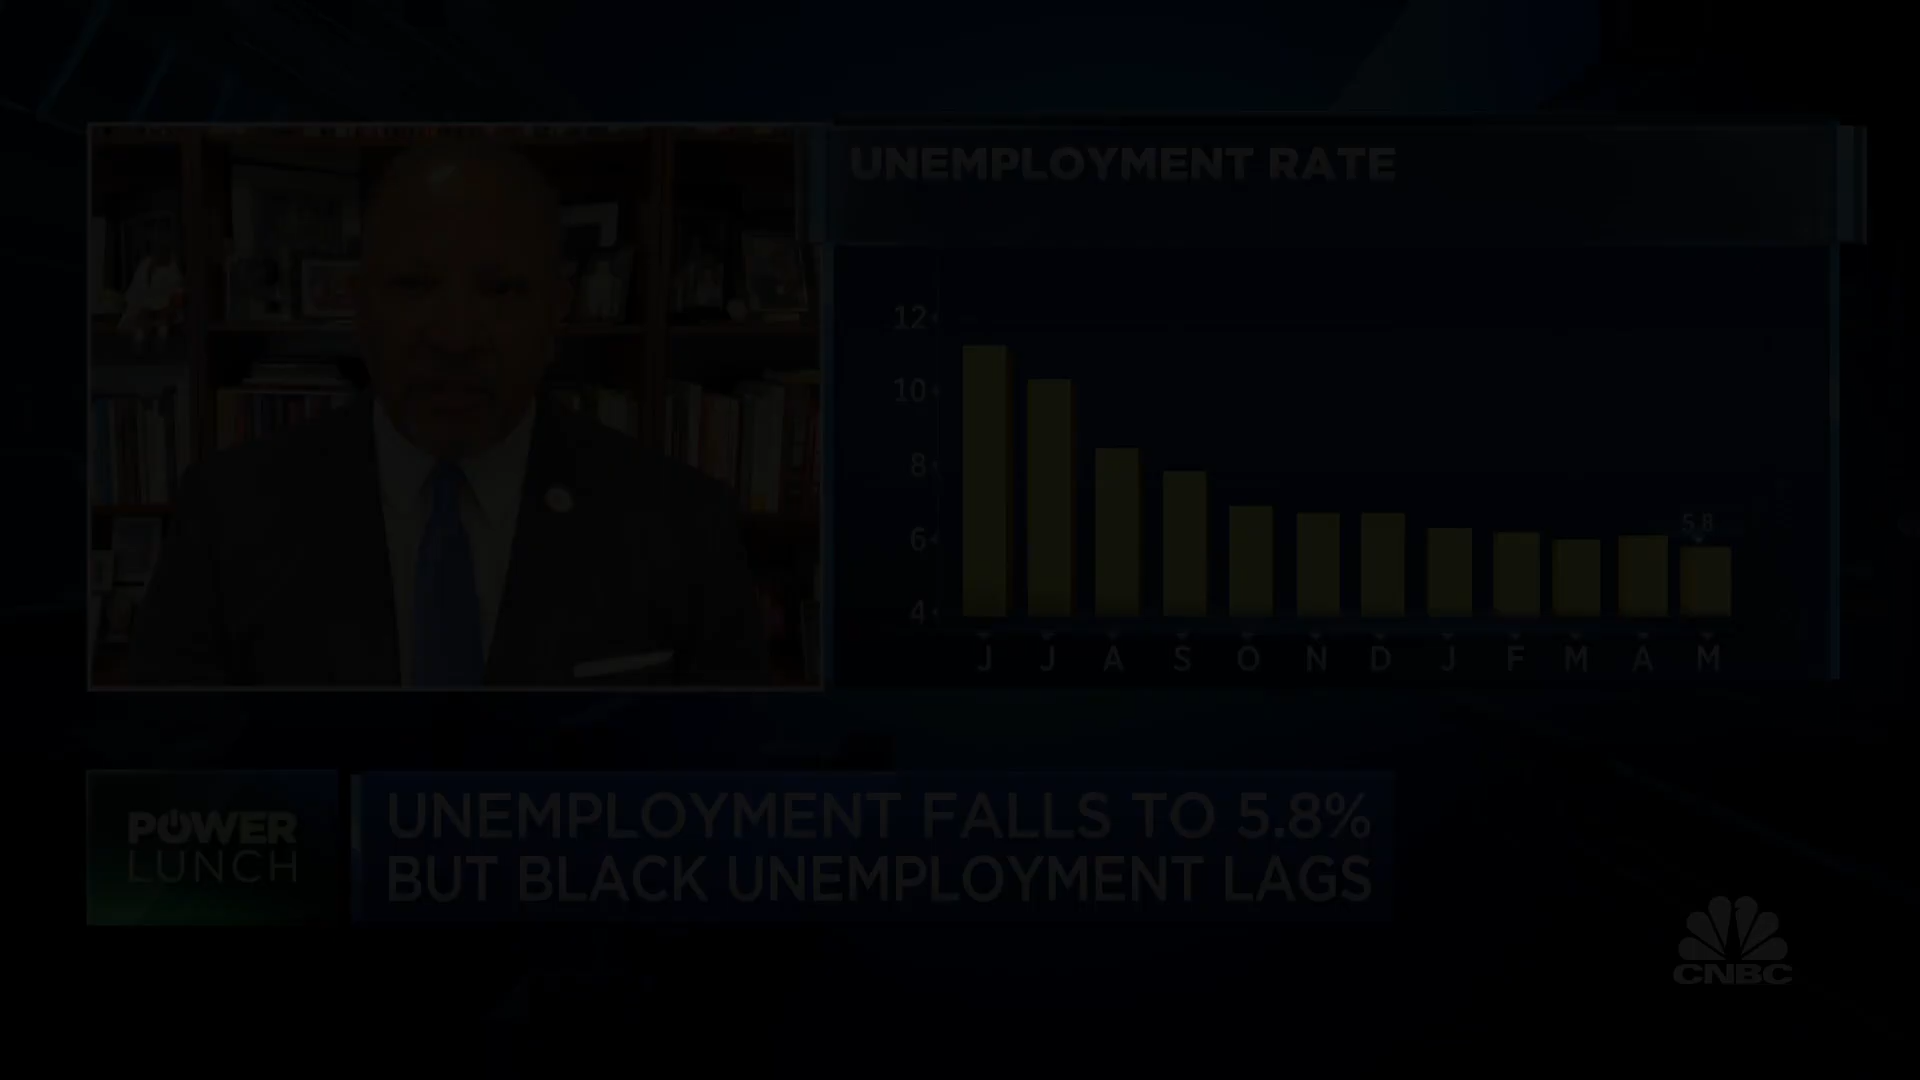 UNEMPLOYMENT RATE
12
10
8
6
4
5.8
J J A S O N D J F M A M
POWER
LUNCH
UNEMPLOYMENT FALLS TO 5.8%
BUT BLACK UNEMPLOYMENT LAGS
CNBC